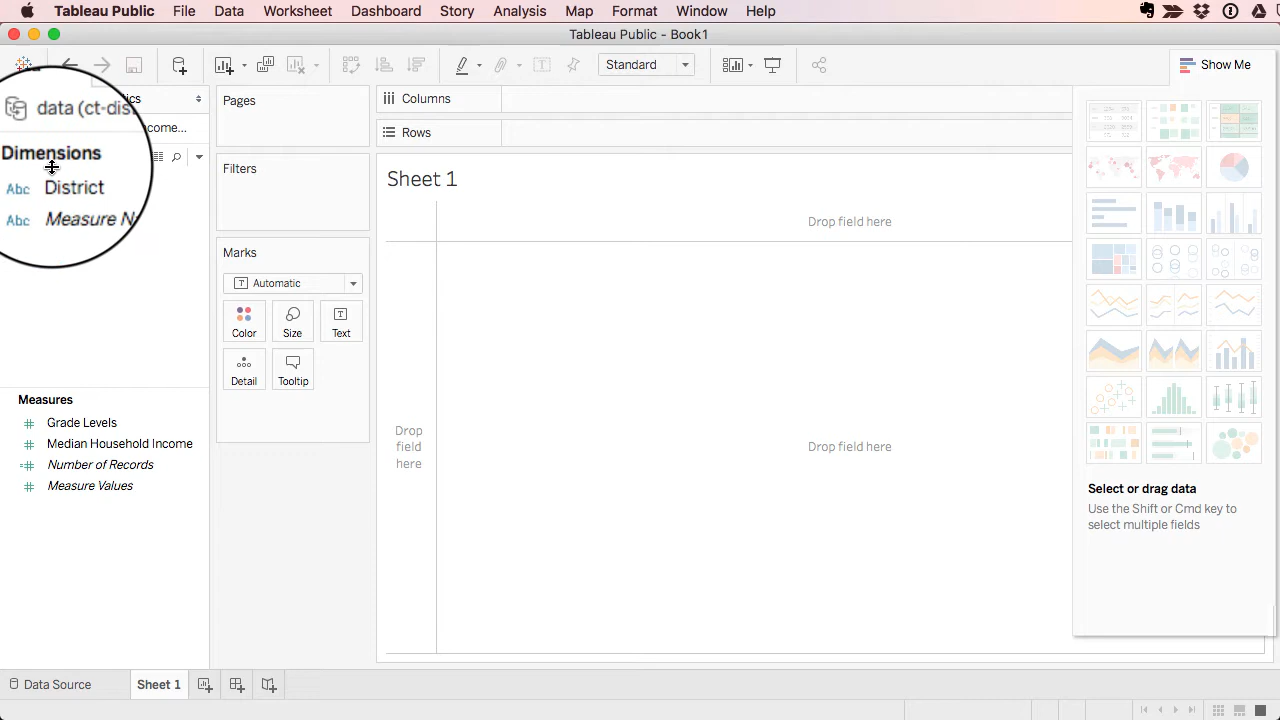 Tableau Public File Data Worksheet Dashboard Story Analysis Map Format Window Help
Tableau Public - Book1
Standard
Show Me
data (ct-dis
come...
Dimensions
Abc District
Abc Measure N
Measures
Grade Levels
Median Household Income
Number of Records
Measure Values
Pages
Filters
Marks
Automatic
Color Size Text
Detail Tooltip
Columns
Rows
Sheet 1
Drop field here
Drop
field
here
Drop field here
Select or drag data
Use the Shift or Cmd key to
select multiple fields
Data Source Sheet 1